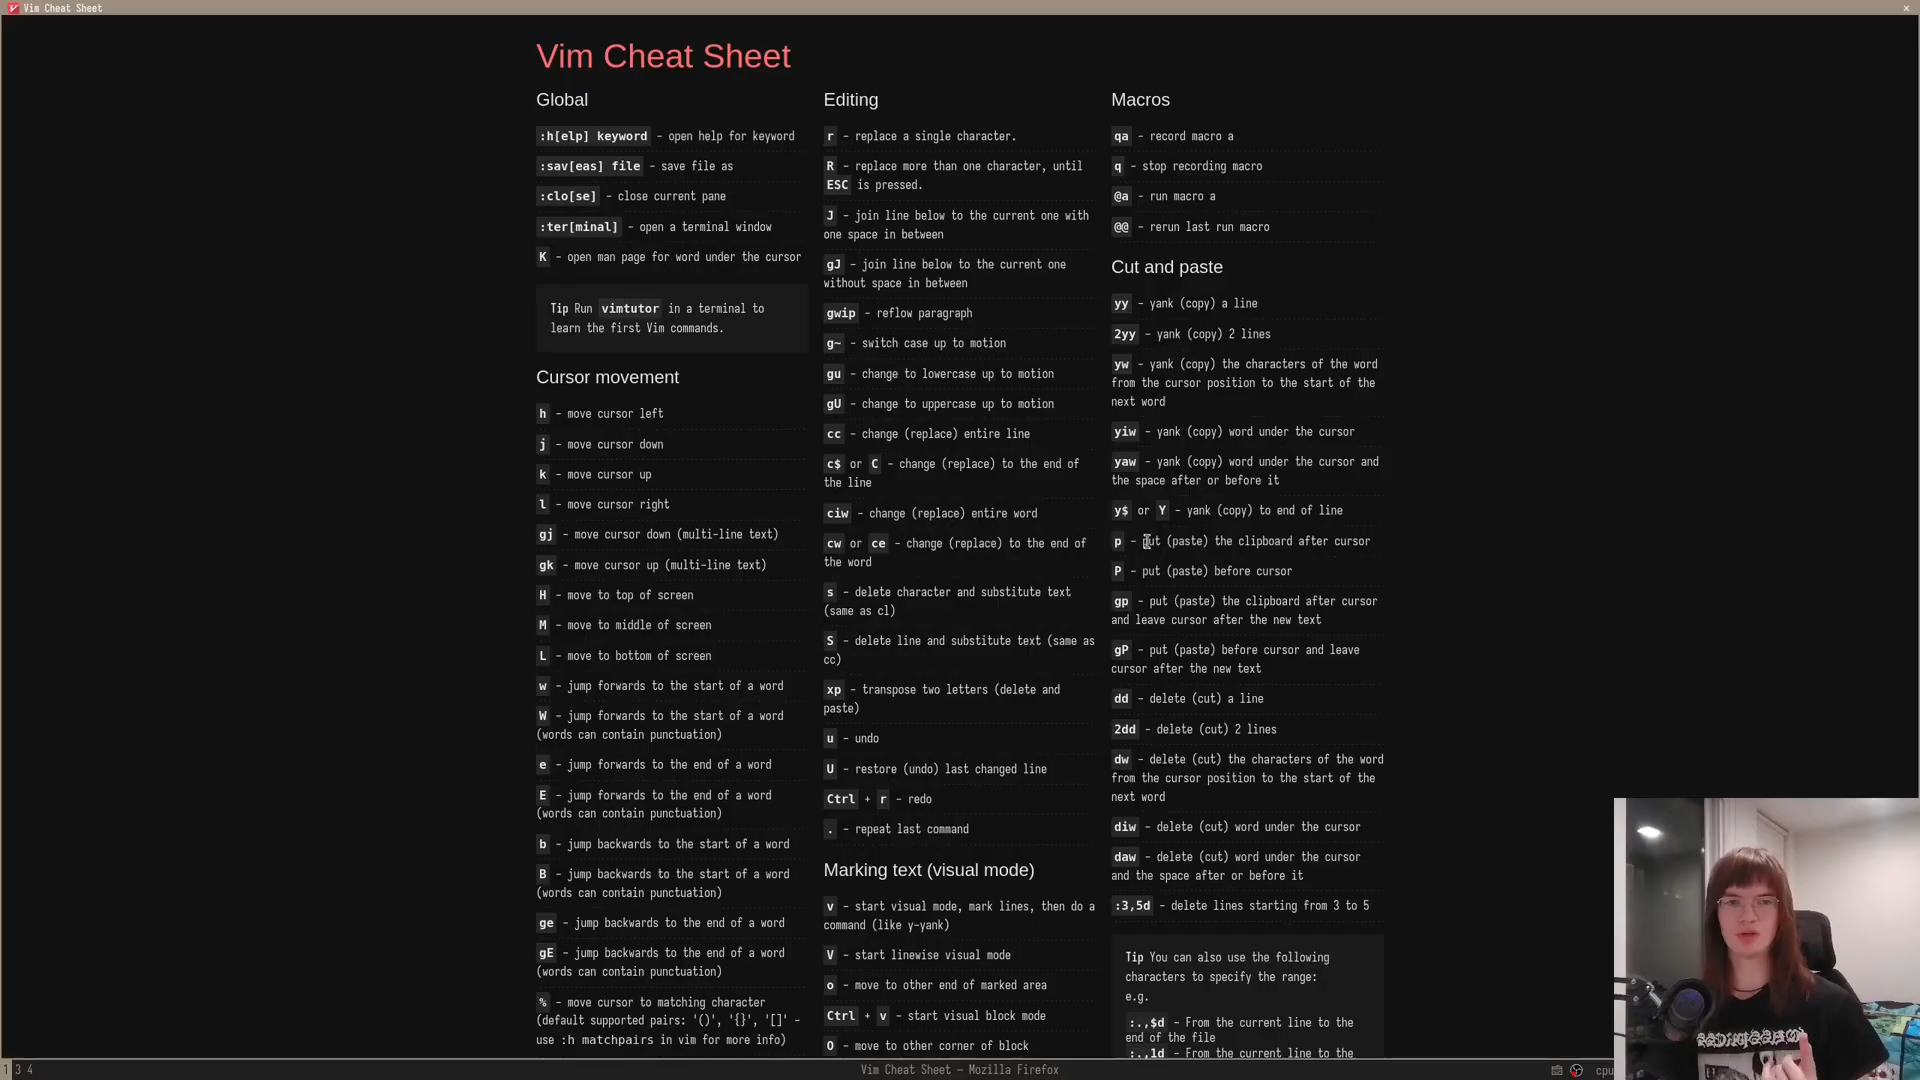 Vim Cheat Sheet
Vim Cheat Sheet
Global
:h[elp] keyword - open help for keyword
:sav[eas] file - save file as
:clo[se] - close current pane
:ter[minal] - open a terminal window
K - open man page for word under the cursor
Tip Run vimtutor in a terminal to
learn the first Vim commands.
Cursor movement
h - move cursor left
j - move cursor down
k - move cursor up
l - move cursor right
gj - move cursor down (multi-line text)
gk - move cursor up (multi-line text)
H - move to top of screen
M - move to middle of screen
L - move to bottom of screen
w - jump forwards to the start of a word
W - jump forwards to the start of a word
(words can contain punctuation)
e - jump forwards to the end of a word
E - jump forwards to the end of a word
(words can contain punctuation)
b - jump backwards to the start of a word
B - jump backwards to the start of a word
(words can contain punctuation)
ge - jump backwards to the end of a word
gE - jump backwards to the end of a word
(words can contain punctuation)
% - move cursor to matching character
(default supported pairs: '()', '{}', '[]' -
use :h matchpairs in vim for more info)
Editing
r - replace a single character.
R - replace more than one character, until
ESC is pressed.
J - join line below to the current one with
one space in between
gJ - join line below to the current one
without space in between
gwip - reflow paragraph
g~ - switch case up to motion
gu - change to lowercase up to motion
gU - change to uppercase up to motion
cc - change (replace) entire line
c$ or C - change (replace) to the end of
the line
ciw - change (replace) entire word
cw or ce - change (replace) to the end of
the word
s - delete character and substitute text
(same as cl)
S - delete line and substitute text (same as
cc)
xp - transpose two letters (delete and
paste)
u - undo
U - restore (undo) last changed line
Ctrl + r - redo
. - repeat last command
Marking text (visual mode)
v - start visual mode, mark lines, then do a
command (like y-yank)
V - start linewise visual mode
o - move to other end of marked area
Ctrl + v - start visual block mode
O - move to other corner of block
Macros
qa - record macro a
q - stop recording macro
@a - run macro a
@@ - rerun last run macro
Cut and paste
yy - yank (copy) a line
2yy - yank (copy) 2 lines
yw - yank (copy) the characters of the word
from the cursor position to the start of the
next word
yiw - yank (copy) word under the cursor
yaw - yank (copy) word under the cursor and
the space after or before it
y$ or Y - yank (copy) to end of line
p - put (paste) the clipboard after cursor
P - put (paste) before cursor
gp - put (paste) the clipboard after cursor
and leave cursor after the new text
gP - put (paste) before cursor and leave
cursor after the new text
dd - delete (cut) a line
2dd - delete (cut) 2 lines
dw - delete (cut) the characters of the word
from the cursor position to the start of the
next word
diw - delete (cut) word under the cursor
daw - delete (cut) word under the cursor
and the space after or before it
:3,5d - delete lines starting from 3 to 5
Tip You can also use the following
characters to specify the range:
e.g.
:.,$d - From the current line to the
end of the file
:.,1d - From the current line to the
1 3 4
Vim Cheat Sheet — Mozilla Firefox
cpu